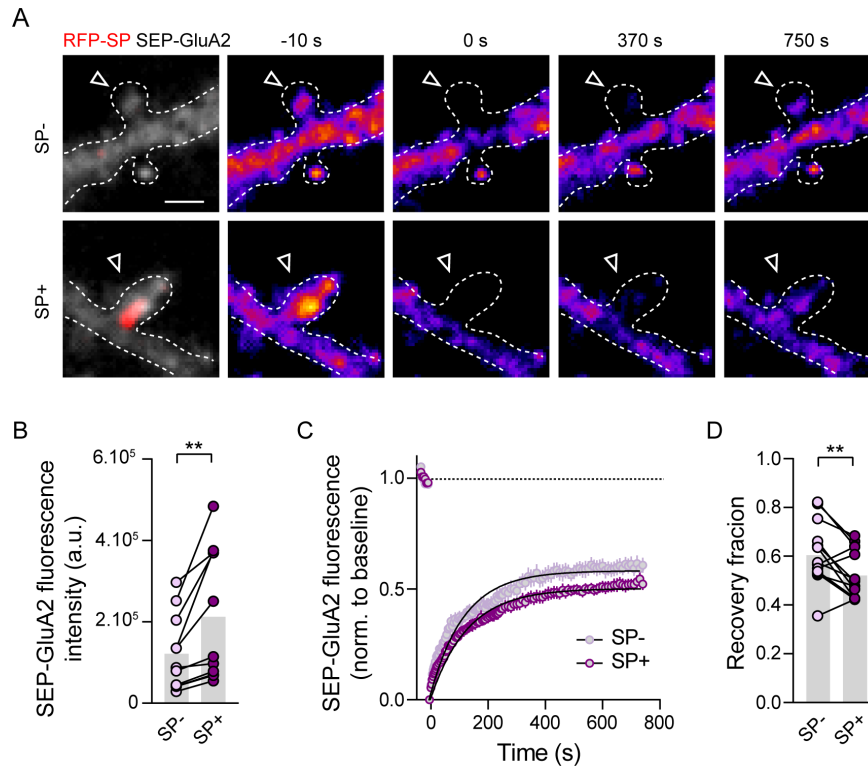 A
RFP-SP SEP-GluA2 -10 s 0 s 370 s 750 s
SP-
SP+
B
SEP-GluA2 fluorescence
intensity (a.u.)
6.10⁵
4.10⁵
2.10⁵
0
**
SP- SP+
C
SEP-GluA2 fluorescence
(norm. to baseline)
1.0
0.5
0.0
SP-
SP+
0 200 400 600 800
Time (s)
D
Recovery fracion
1.0
0.8
0.6
0.4
0.2
0.0
**
SP- SP+